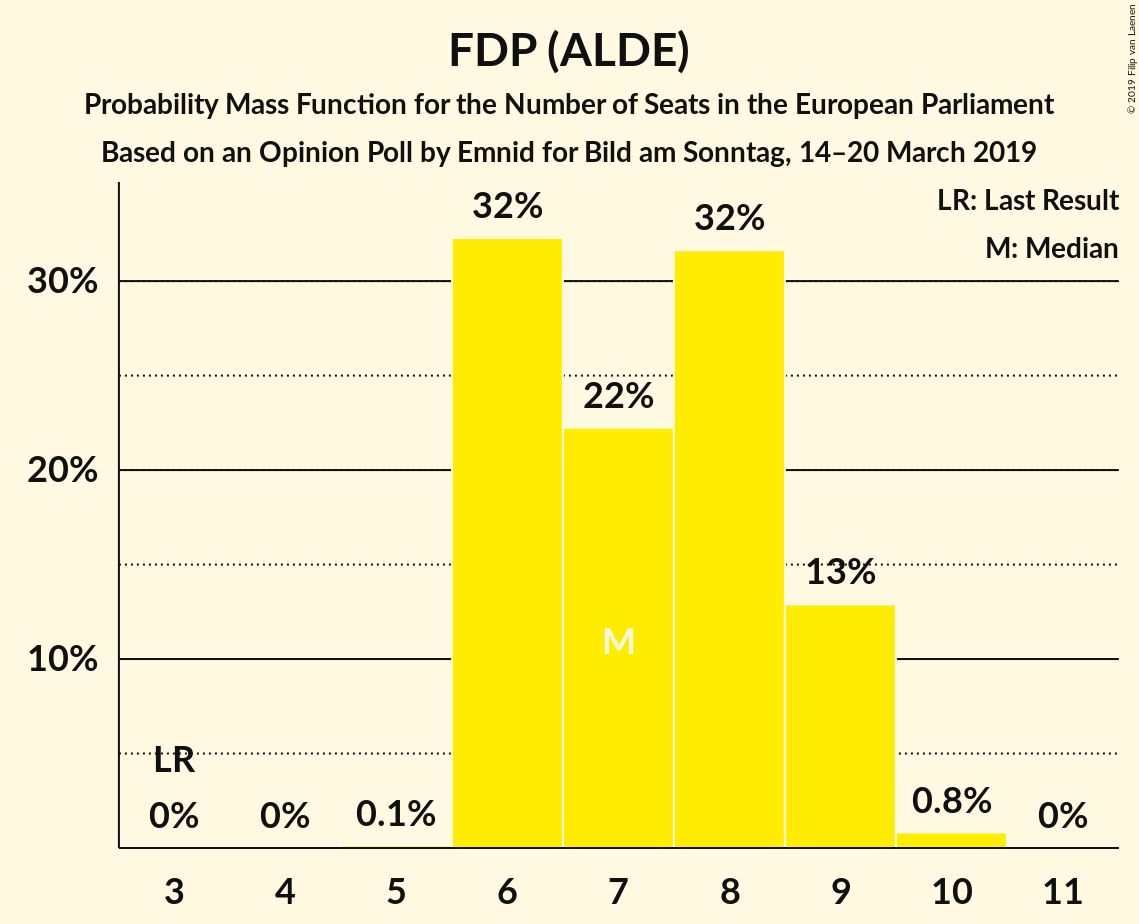 FDP (ALDE)
Probability Mass Function for the Number of Seats in the European Parliament
Based on an Opinion Poll by Emnid for Bild am Sonntag, 14–20 March 2019
© 2019 Filip van Laenen
LR: Last Result
M: Median
32%
32%
30%
22%
20%
13%
M
10%
LR
0%
0%
0.1%
0.8%
0%
3 4 5 6 7 8 9 10 11